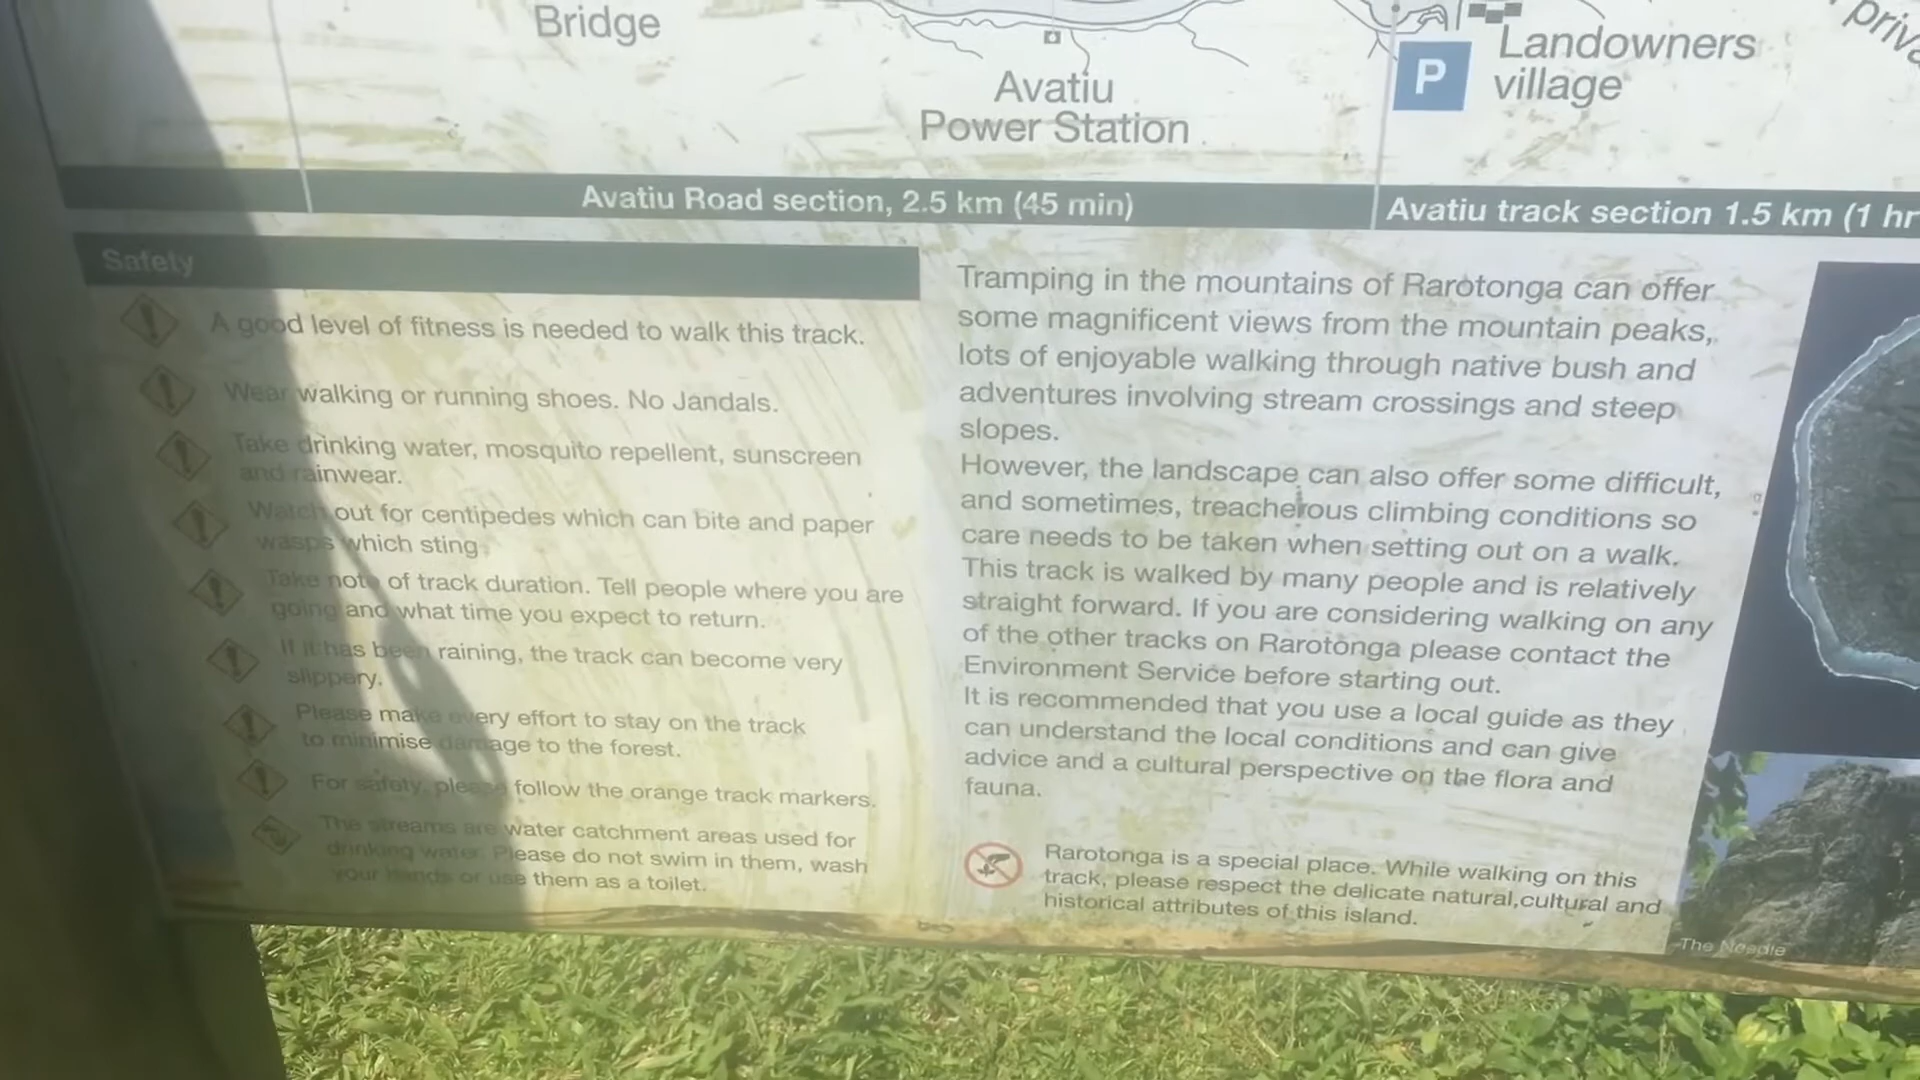 Bridge
Avatiu
Power Station
P
Landowners
village
priva
Avatiu Road section, 2.5 km (45 min)
Avatiu track section 1.5 km (1 hr
Safety
A good level of fitness is needed to walk this track.
Wear walking or running shoes. No Jandals.
Take drinking water, mosquito repellent, sunscreen
and rainwear.
Watch out for centipedes which can bite and paper
wasps which sting
Take note of track duration. Tell people where you are
going and what time you expect to return.
If it has been raining, the track can become very
slippery.
Please make every effort to stay on the track
to minimise damage to the forest.
For safety, please follow the orange track markers.
The streams are water catchment areas used for
drinking water. Please do not swim in them, wash
your hands or use them as a toilet.
Tramping in the mountains of Rarotonga can offer
some magnificent views from the mountain peaks,
lots of enjoyable walking through native bush and
adventures involving stream crossings and steep
slopes.
However, the landscape can also offer some difficult,
and sometimes, treacherous climbing conditions so
care needs to be taken when setting out on a walk.
This track is walked by many people and is relatively
straight forward. If you are considering walking on any
of the other tracks on Rarotonga please contact the
Environment Service before starting out.
It is recommended that you use a local guide as they
can understand the local conditions and can give
advice and a cultural perspective on the flora and
fauna.
Rarotonga is a special place. While walking on this
track, please respect the delicate natural,cultural and
historical attributes of this island.
The Needle